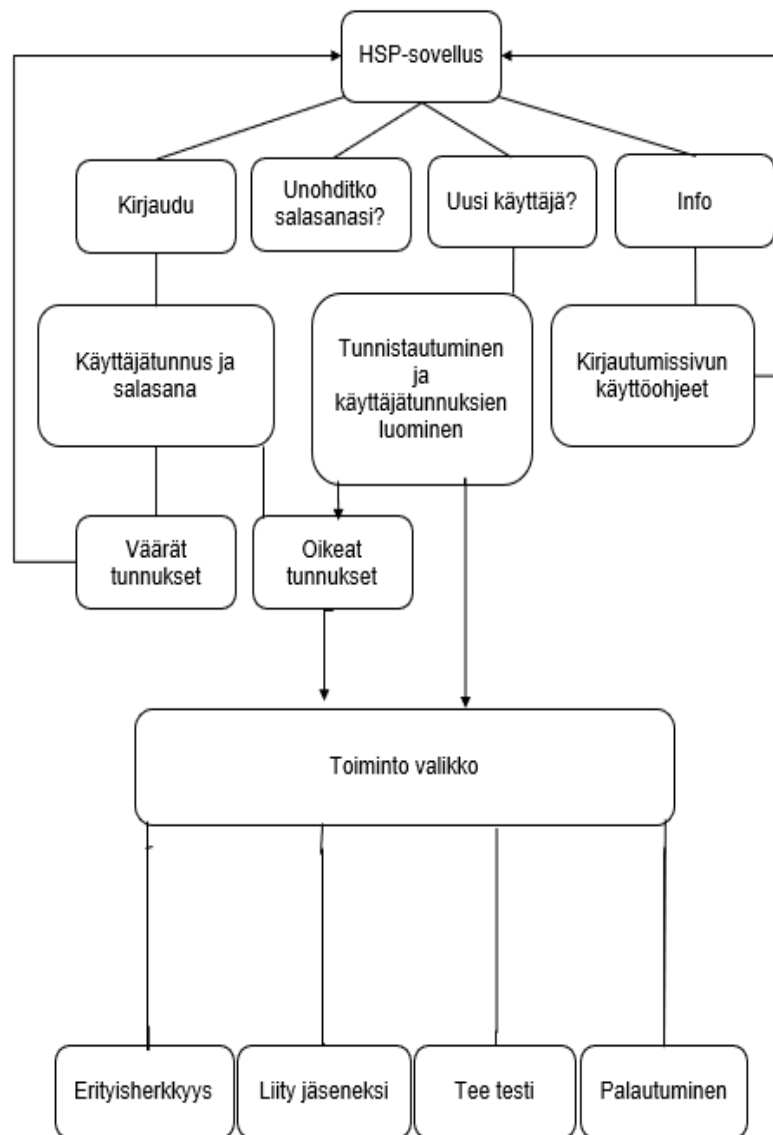 HSP-sovellus
Kirjaudu
Unohditko
salasanasi?
Uusi käyttäjä?
Info
Käyttäjätunnus ja
salasana
Tunnistautuminen
ja
käyttäjätunnuksien
luominen
Kirjautumissivun
käyttöohjeet
Väärät
tunnukset
Oikeat
tunnukset
Toiminto valikko
Erityisherkkyys
Liity jäseneksi
Tee testi
Palautuminen